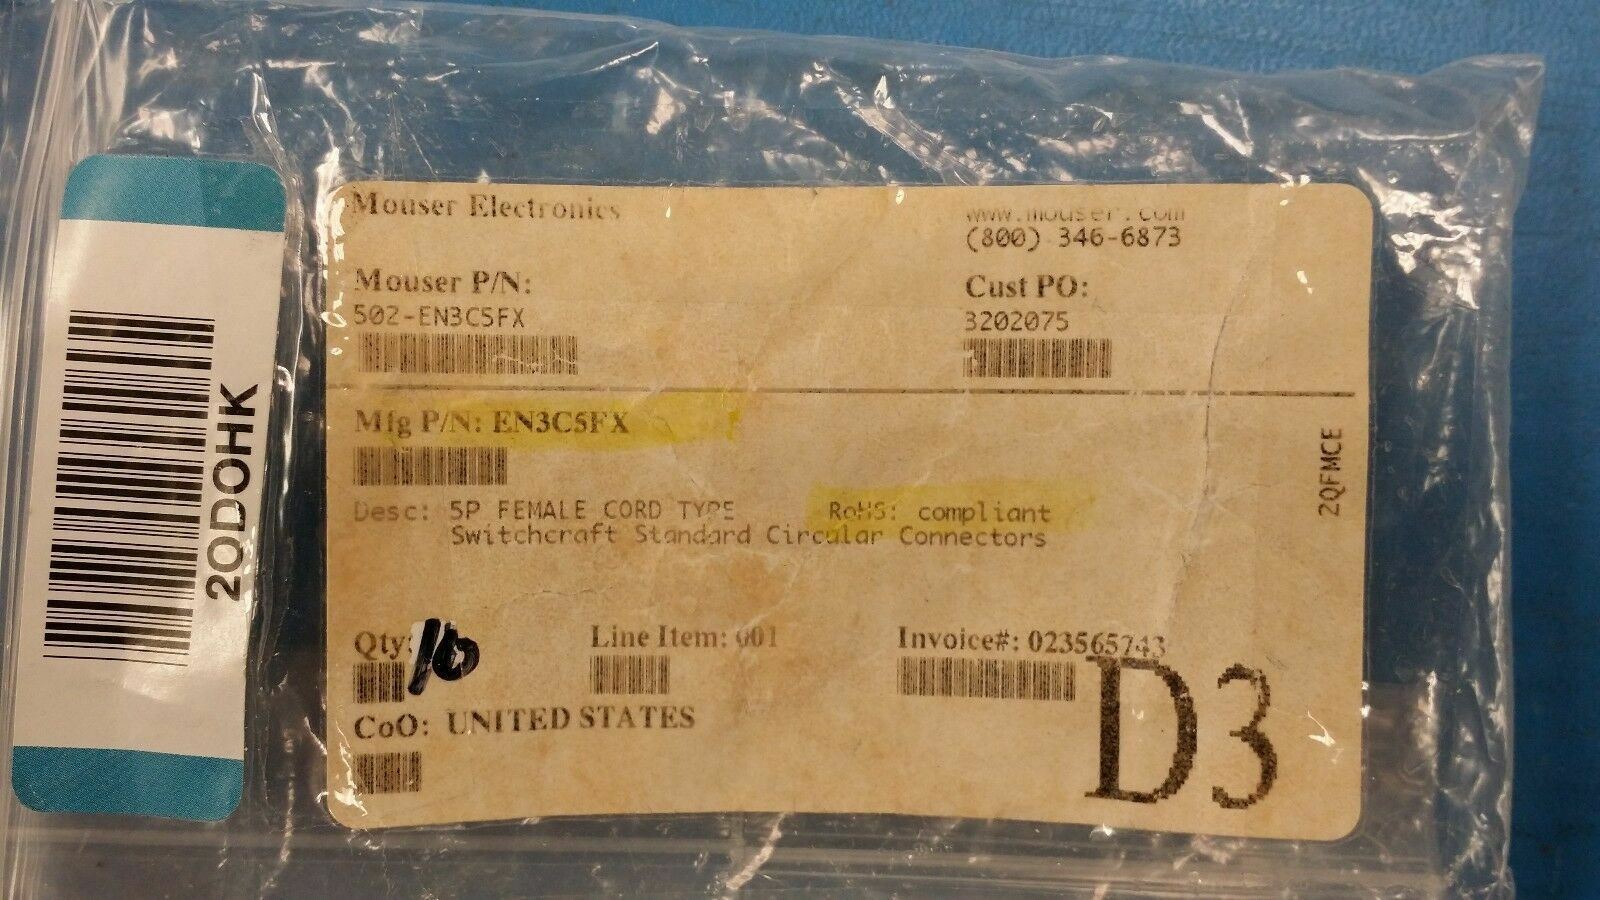 Mouser Electronics
www.mouser.com
(800) 346-6873
Mouser P/N:
502-EN3C5FX
Cust PO:
3202075
Mfg P/N: EN3C5FX
Desc: 5P FEMALE CORD TYPE RoHS: compliant
Switchcraft Standard Circular Connectors
Qty: 16
Line Item: 001
Invoice#: 023565743
CoO: UNITED STATES
D3
2QFMCE
2QDOHK